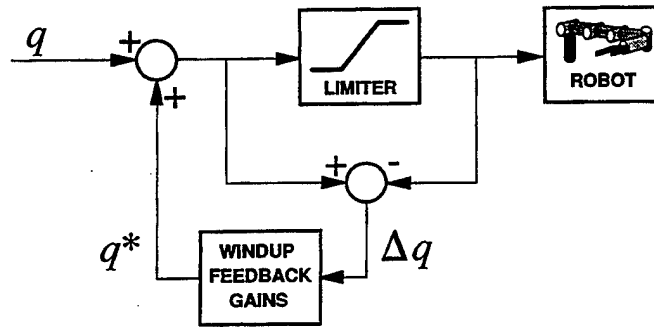 q
+
+
LIMITER
ROBOT
+
-
q*
WINDUP
FEEDBACK
GAINS
Δq